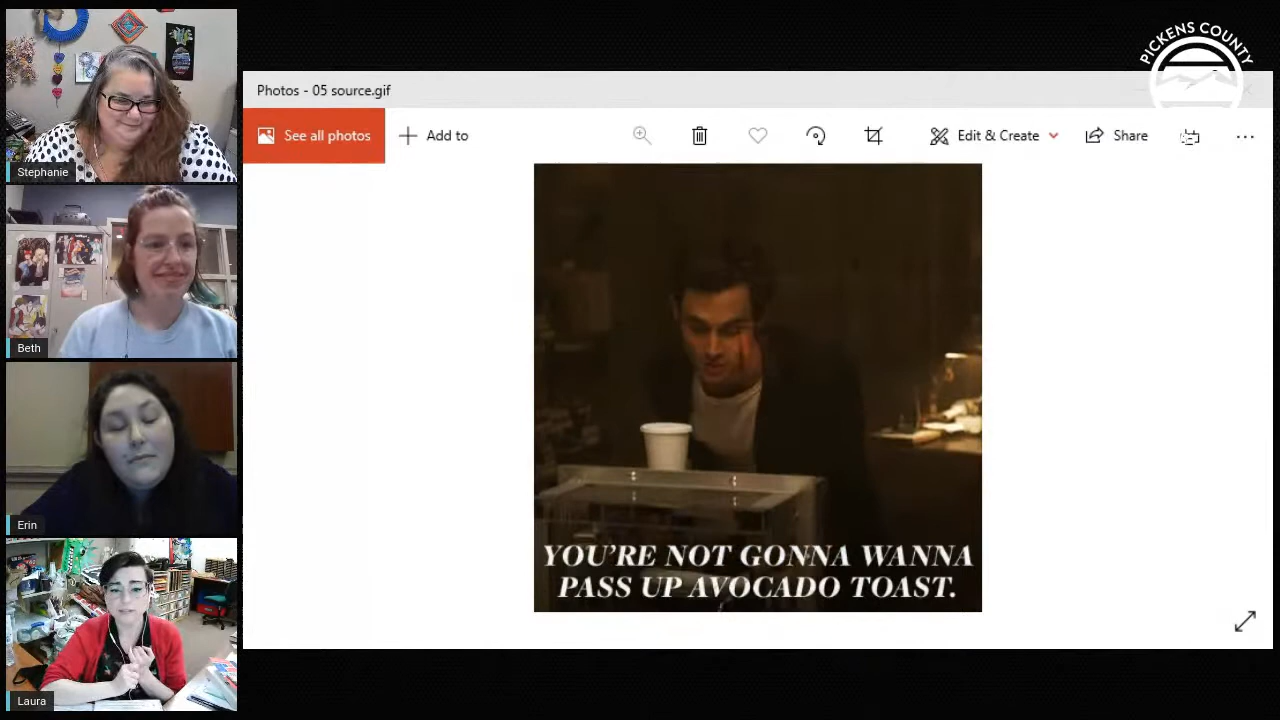 PICKENS COUNTY
Photos - 05 source.gif
See all photos
Add to
Edit & Create
Share
Stephanie
Beth
Erin
Laura
YOU'RE NOT GONNA WANNA
PASS UP AVOCADO TOAST.